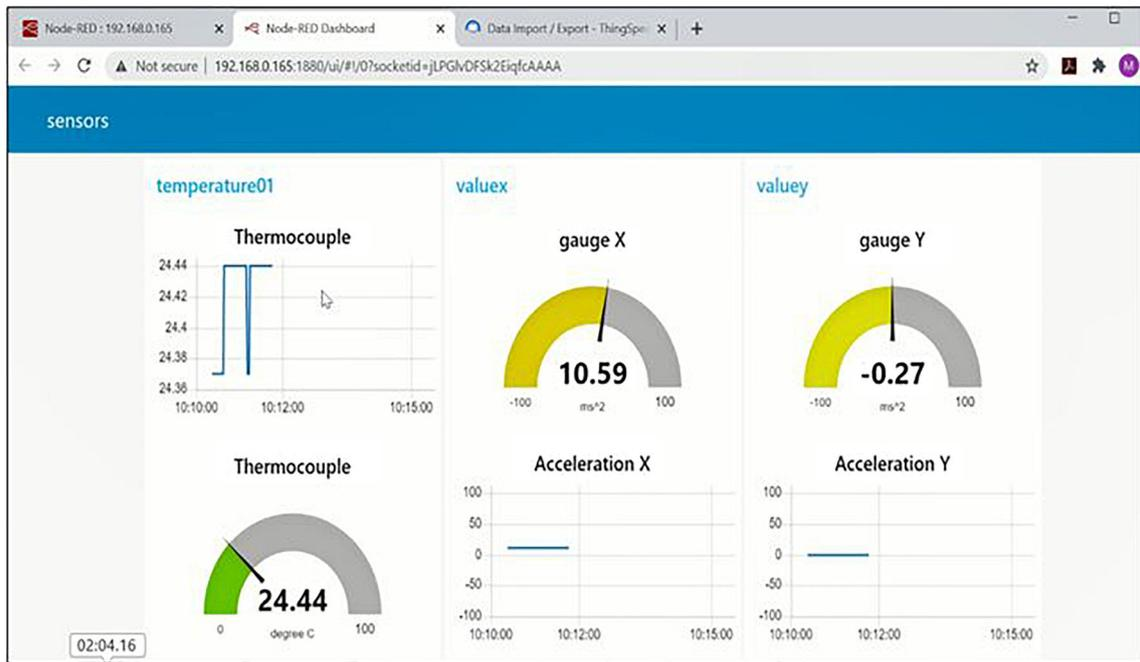 Node-RED : 192.168.0.165
Node-RED Dashboard
Data Import / Export - ThingSpe
Not secure | 192.168.0.165:1880/ui/#!/0?socketid=jLPGlvDFSk2EiqfcAAAA
M
sensors
temperature01
Thermocouple
24.44
24.42
24.4
24.38
24.36
10:10:00 10:12:00 10:15:00
Thermocouple
24.44
0 degree C 100
valuex
gauge X
10.59
-100 ms^2 100
Acceleration X
100
50
0
-50
-100
10:10:00 10:12:00 10:15:00
valuey
gauge Y
-0.27
-100 ms^2 100
Acceleration Y
100
50
0
-50
-100
10:10:00 10:12:00 10:15:00
02:04.16